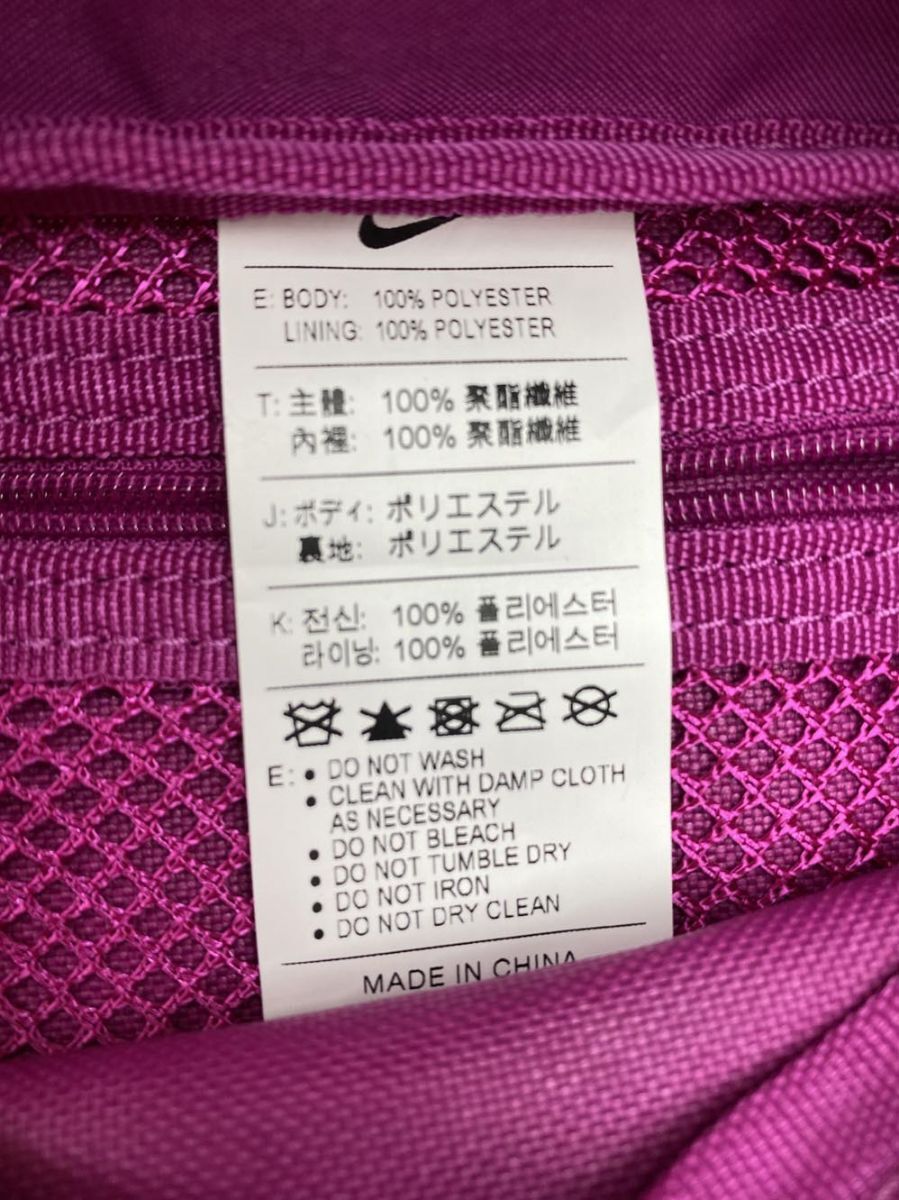 E: BODY: 100% POLYESTER
LINING: 100% POLYESTER
T: 主體: 100% 聚酯纖維
內裡: 100% 聚酯纖維
J: ボディ: ポリエステル
裏地: ポリエステル
K: 전신: 100% 폴리에스터
라이닝: 100% 폴리에스터
E: • DO NOT WASH
• CLEAN WITH DAMP CLOTH
AS NECESSARY
• DO NOT BLEACH
• DO NOT TUMBLE DRY
• DO NOT IRON
• DO NOT DRY CLEAN
MADE IN CHINA